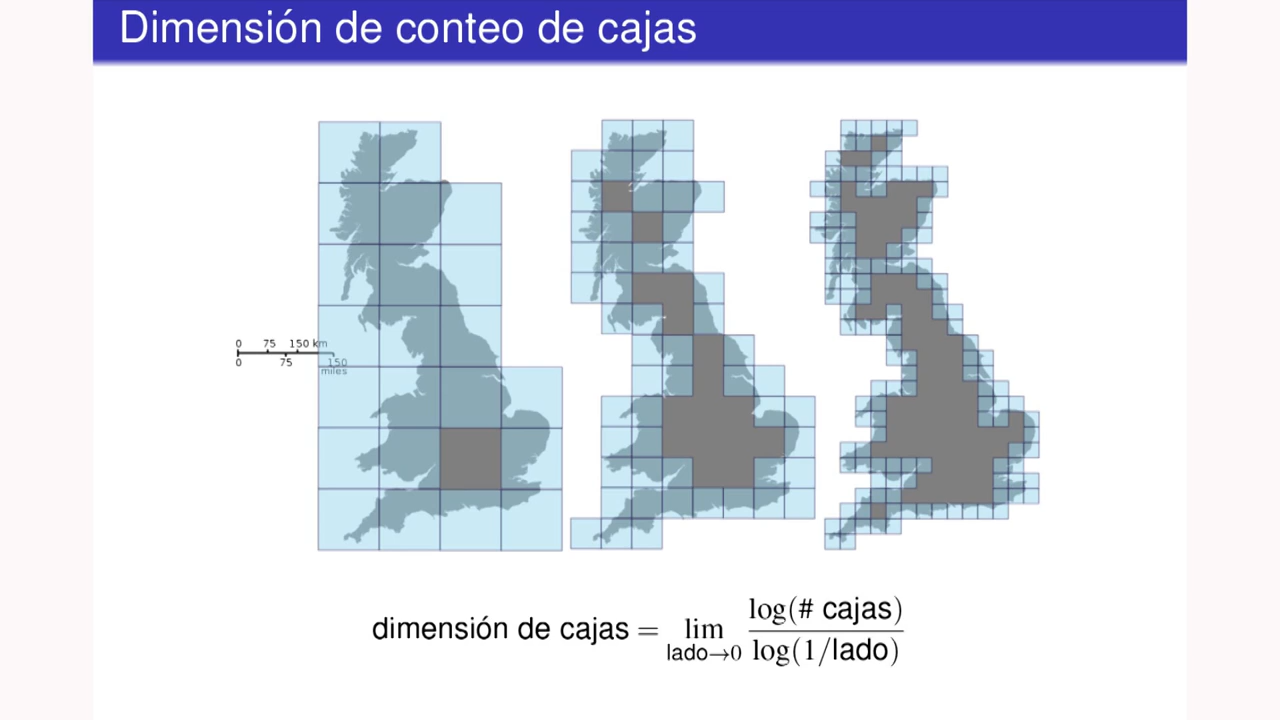 Dimensión de conteo de cajas
0 75 150 km
0 75 150
miles
dimensión de cajas = lim log(# cajas)
lado→0 log(1/lado)